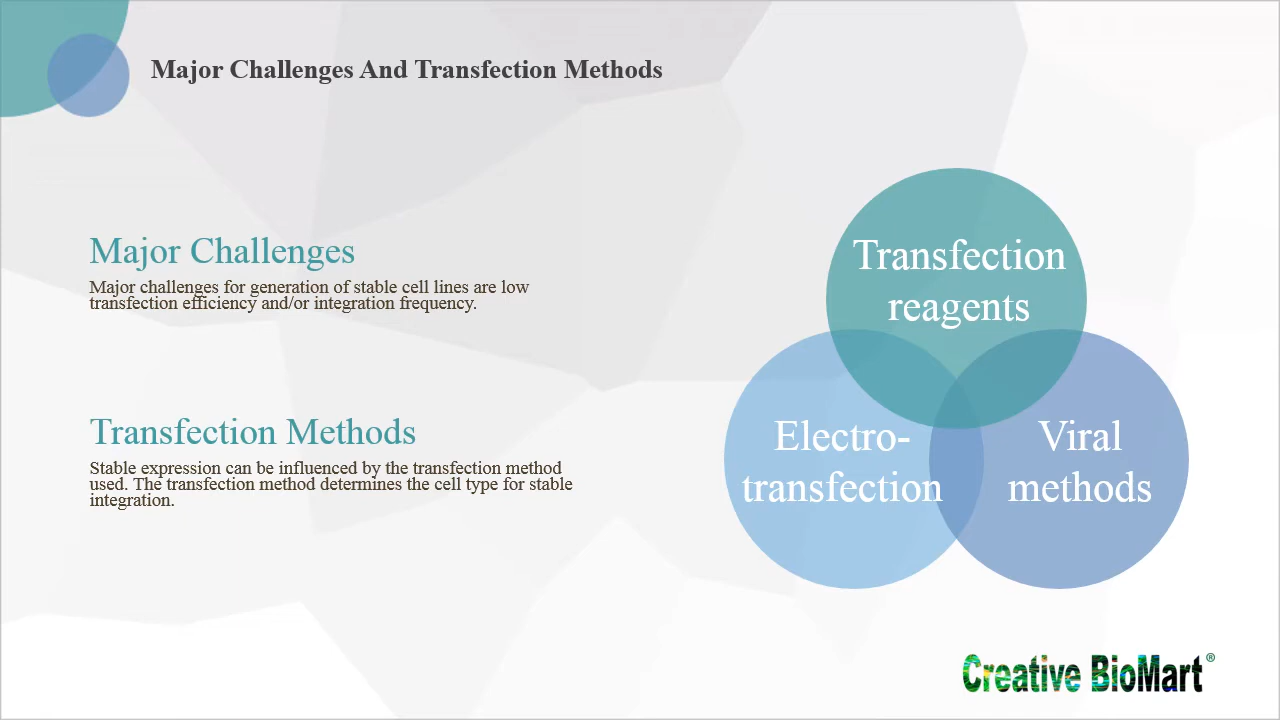 Major Challenges And Transfection Methods
Major Challenges
Major challenges for generation of stable cell lines are low
transfection efficiency and/or integration frequency.
Transfection Methods
Stable expression can be influenced by the transfection method
used. The transfection method determines the cell type for stable
integration.
Transfection
reagents
Electro-
transfection
Viral
methods
Creative BioMart®